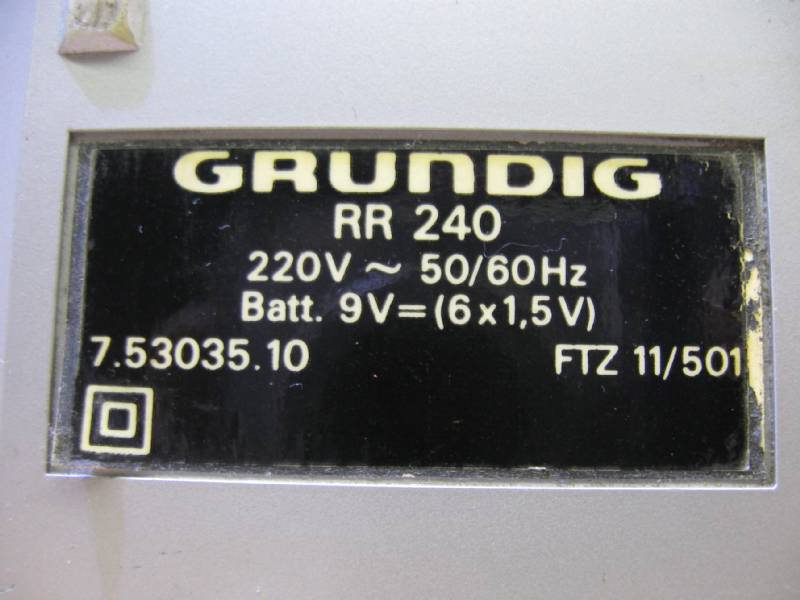 GRUNDIG
RR 240
220V ~ 50/60Hz
Batt. 9V=(6x1,5V)
7.53035.10 FTZ 11/501